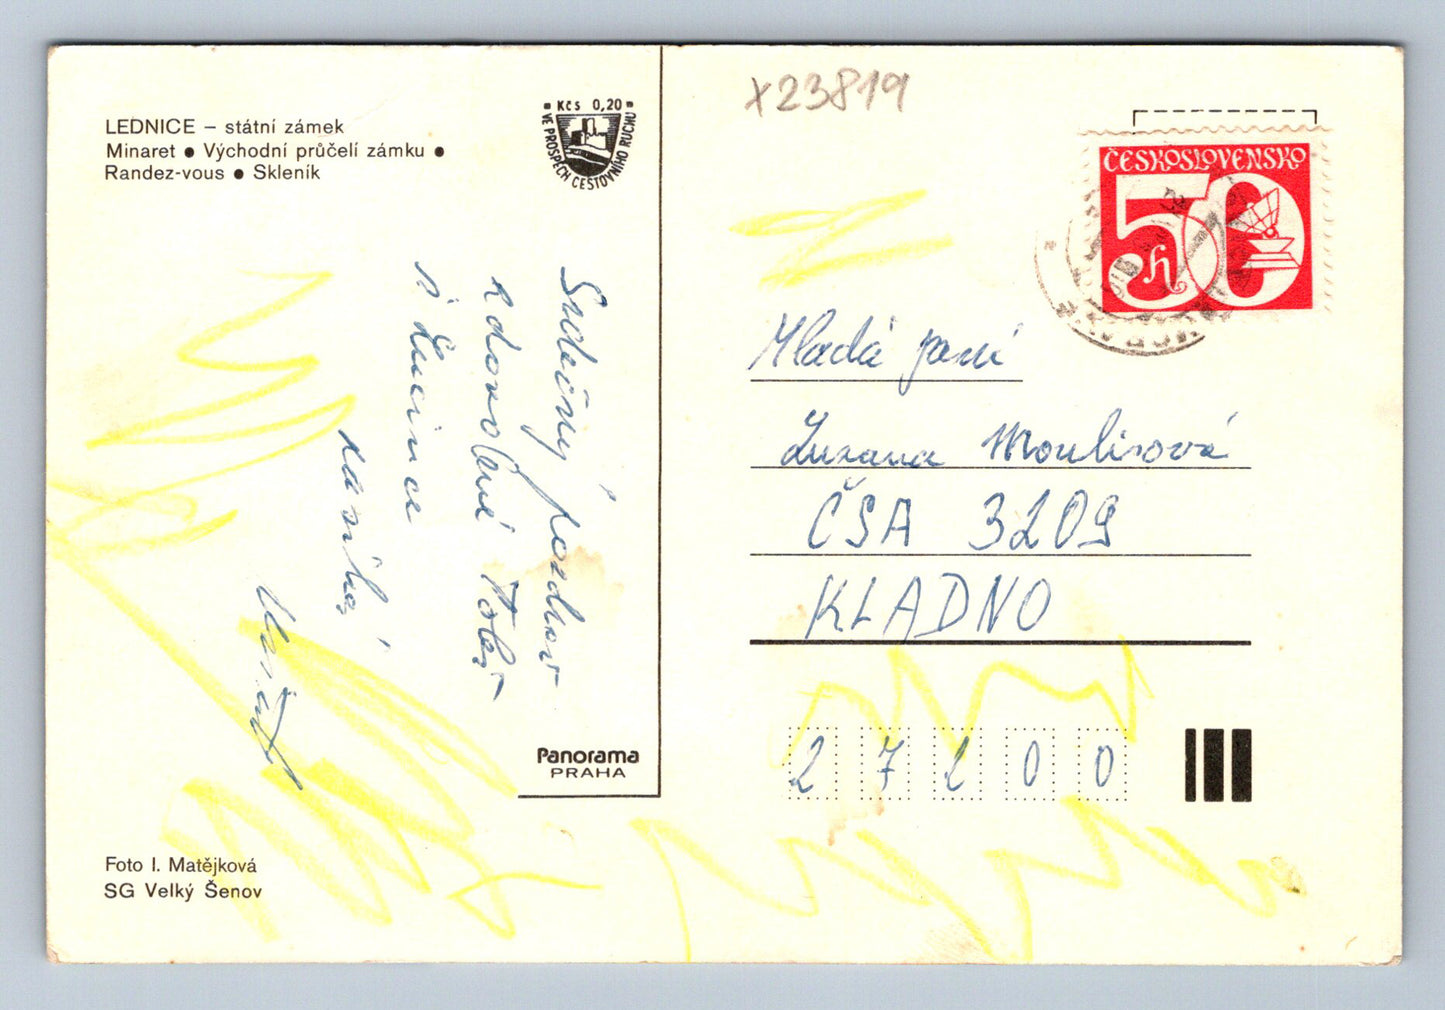 LEDNICE – státní zámek
Minaret ● Východní průčelí zámku ●
Randez-vous ● Skleník
Kčs 0,20
VE PROSPĚCH CESTOVNÍHO RUCHU
x23819
ČESKOSLOVENSKO
50 h
Srdečný pozdrav
z dovolené Tobě,
i Lucince
zasílá,
Mladá paní
Zuzana Moulisová
ČSA 3209
KLADNO
27200
Panorama
PRAHA
Foto I. Matějková
SG Velký Šenov